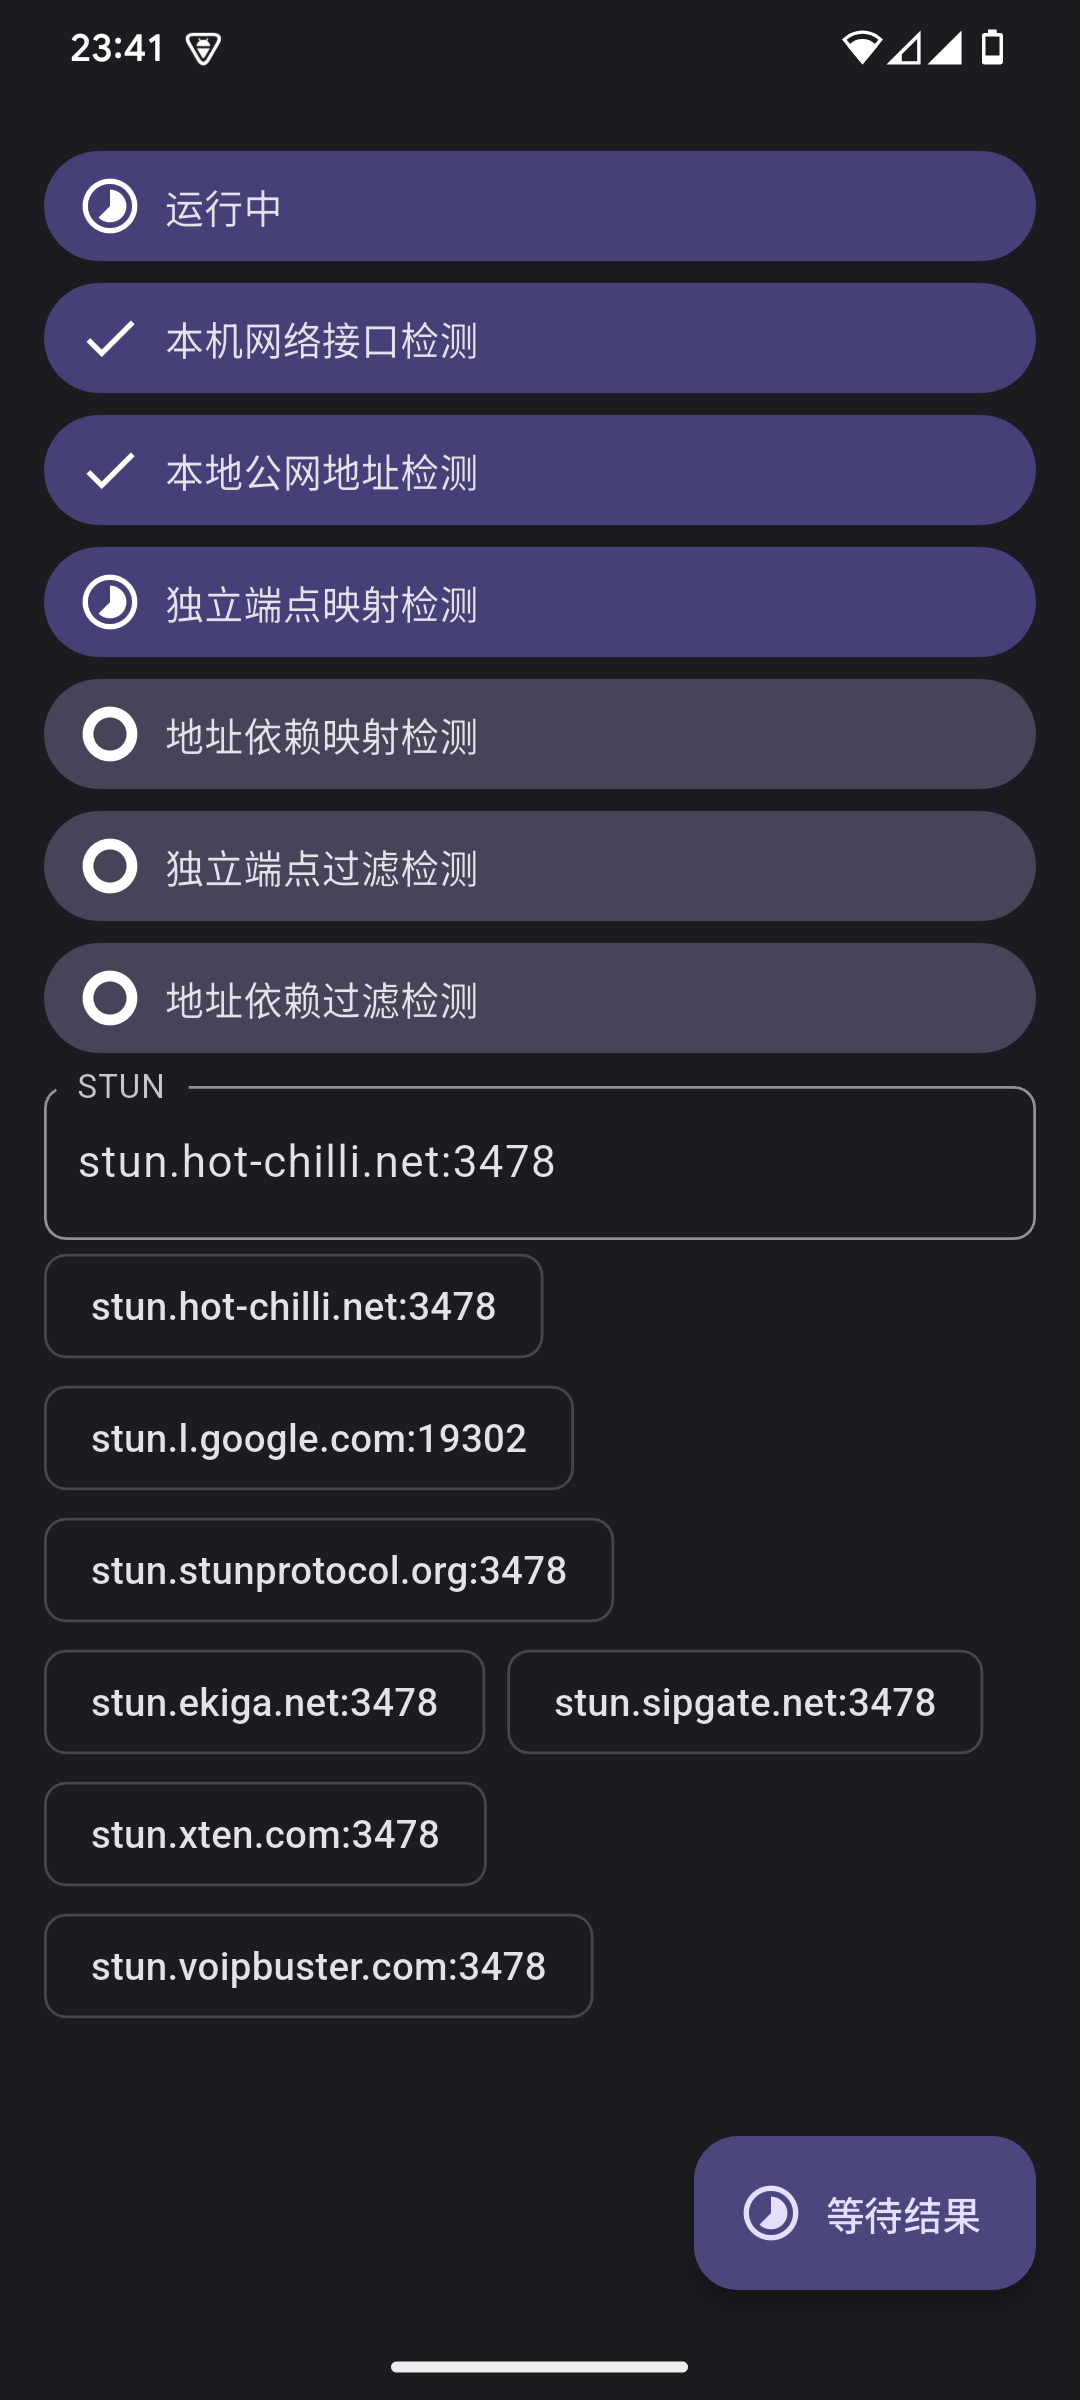 23:41
运行中
本机网络接口检测
本地公网地址检测
独立端点映射检测
地址依赖映射检测
独立端点过滤检测
地址依赖过滤检测
STUN
stun.hot-chilli.net:3478
stun.hot-chilli.net:3478
stun.l.google.com:19302
stun.stunprotocol.org:3478
stun.ekiga.net:3478 stun.sipgate.net:3478
stun.xten.com:3478
stun.voipbuster.com:3478
等待结果